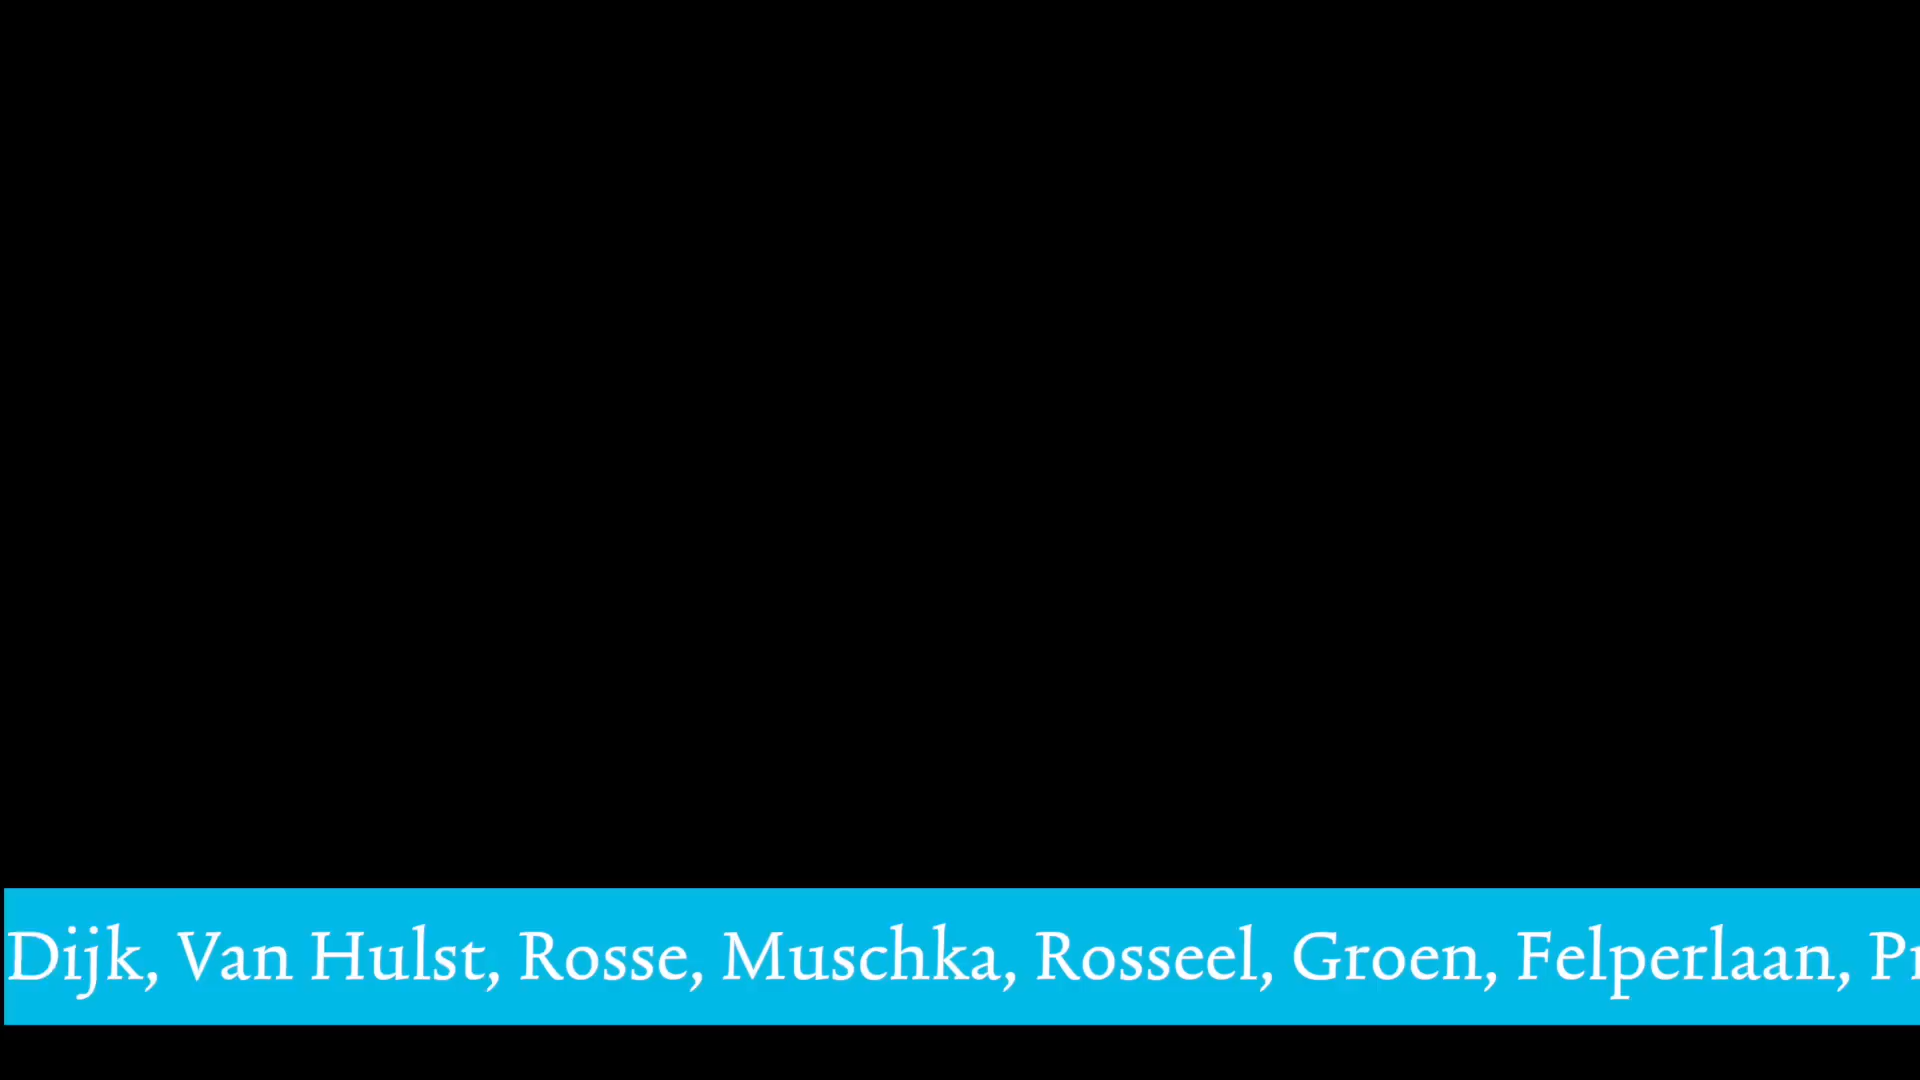 Dijk, Van Hulst, Rosse, Muschka, Rosseel, Groen, Felperlaan,